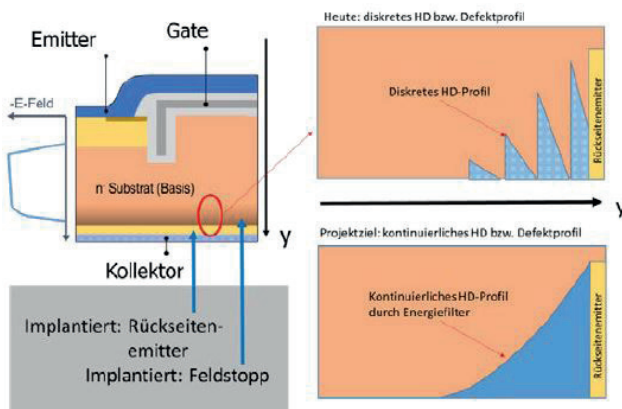 Emitter
Gate
-E-Feld
n⁻ Substrat (Basis)
y
Kollektor
Implantiert: Rückseiten-
emitter
Implantiert: Feldstopp
Heute: diskretes HD bzw. Defektprofil
Diskretes HD-Profil
Rückseitenemitter
y
Projektziel: kontinuierliches HD bzw. Defektprofil
Kontinuierliches HD-Profil
durch Energiefilter
Rückseitenemitter